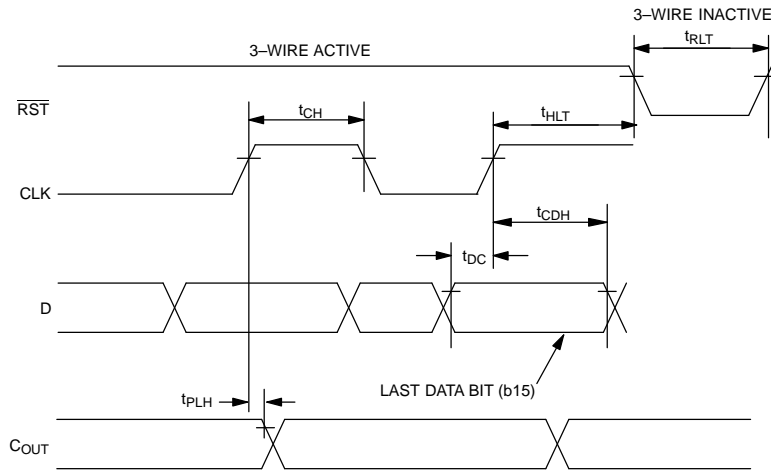 3–WIRE INACTIVE
tRLT
3–WIRE ACTIVE
RST
tCH
tHLT
CLK
tCDH
tDC
D
LAST DATA BIT (b15)
tPLH
COUT